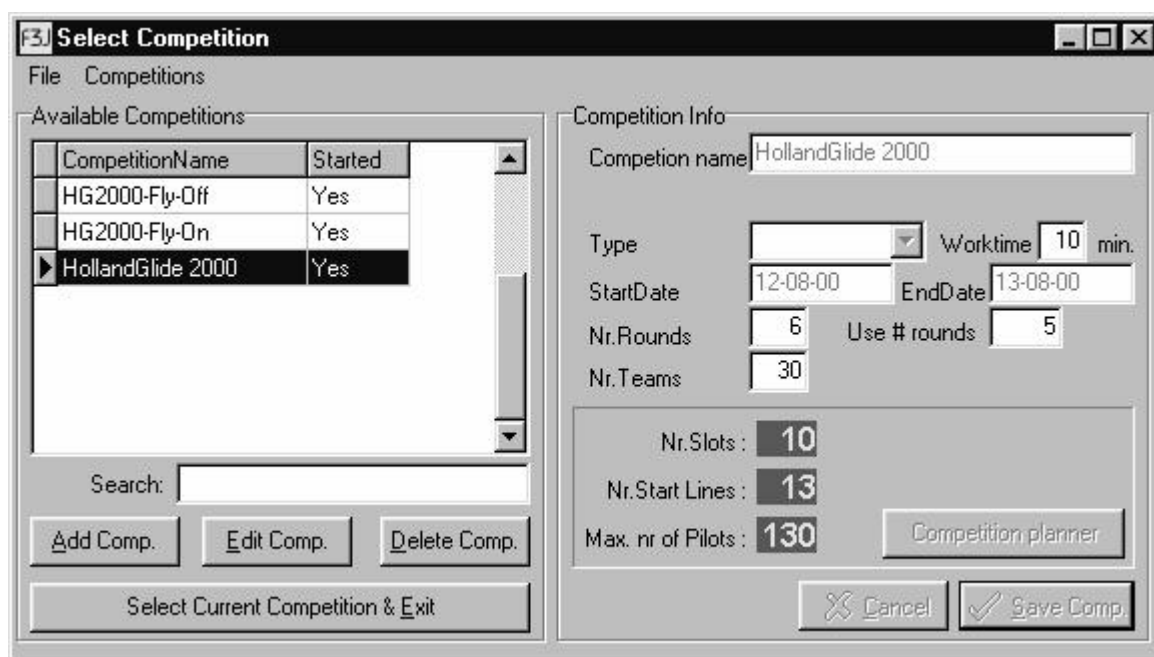 F3J Select Competition
File Competitions
Available Competitions
CompetitionName Started
HG2000-Fly-Off Yes
HG2000-Fly-On Yes
HollandGlide 2000 Yes
Search:
Add Comp. Edit Comp. Delete Comp.
Select Current Competition & Exit
Competition Info
Competion name HollandGlide 2000
Type Worktime 10 min.
StartDate 12-08-00 EndDate 13-08-00
Nr.Rounds 6 Use # rounds 5
Nr.Teams 30
Nr.Slots : 10
Nr.Start Lines : 13
Max. nr of Pilots : 130 Competition planner
Cancel Save Comp.